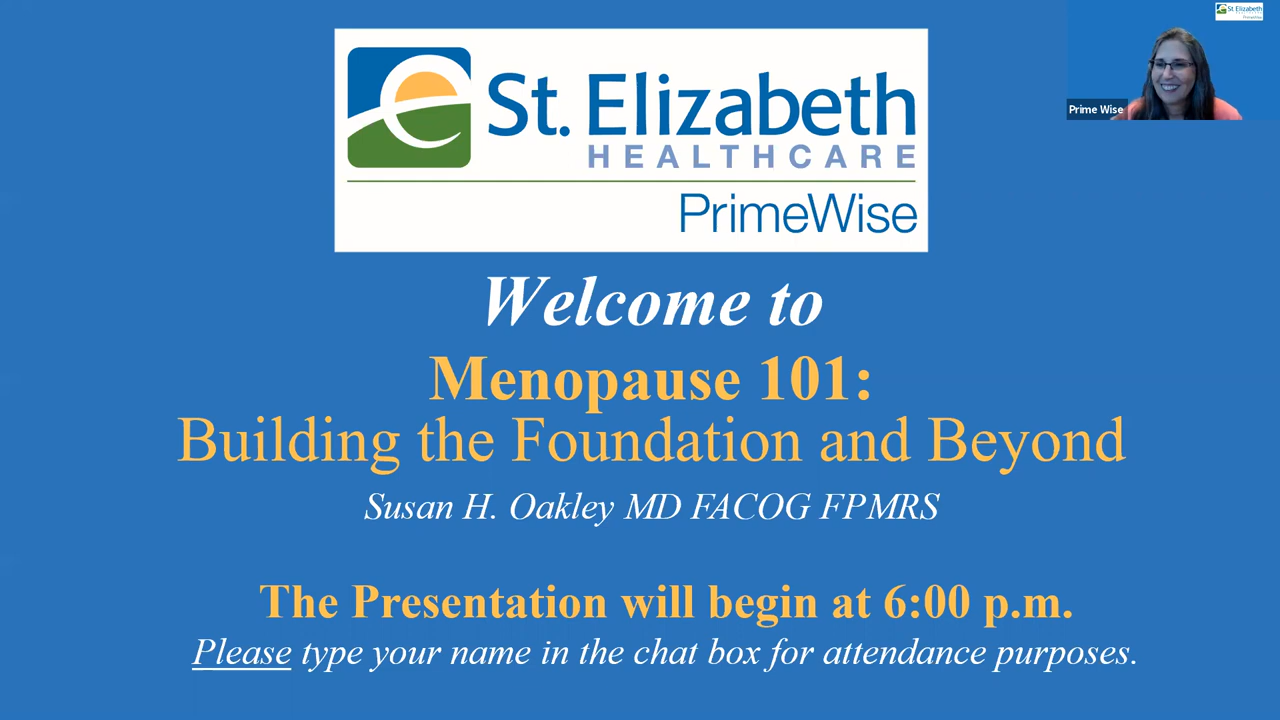 St. Elizabeth
HEALTHCARE
PrimeWise
St. Elizabeth
Prime Wise
Welcome to
Menopause 101:
Building the Foundation and Beyond
Susan H. Oakley MD FACOG FPMRS
The Presentation will begin at 6:00 p.m.
Please type your name in the chat box for attendance purposes.